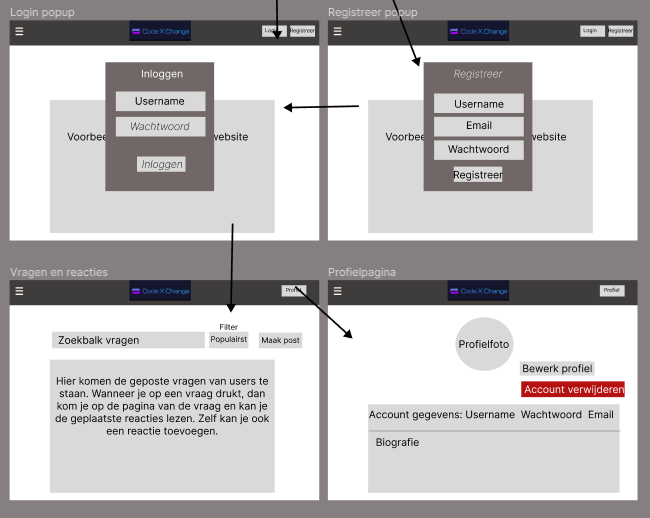 Login popup
Code X Change
Login Registreer
Inloggen
Username
Wachtwoord
Inloggen
website
Registreer popup
Code X Change
Login Registreer
Registreer
Username
Email
Wachtwoord
Registreer
website
Vragen en reacties
Code X Change
Profiel
Filter
Zoekbalk vragen
Populairst
Maak post
Hier komen de geposte vragen van users te
staan. Wanneer je op een vraag drukt, dan
kom je op de pagina van de vraag en kan je
de geplaatste reacties lezen. Zelf kan je ook
een reactie toevoegen.
Profielpagina
Code X Change
Profiel
Profielfoto
Bewerk profiel
Account verwijderen
Account gegevens: Username Wachtwoord Email
Biografie